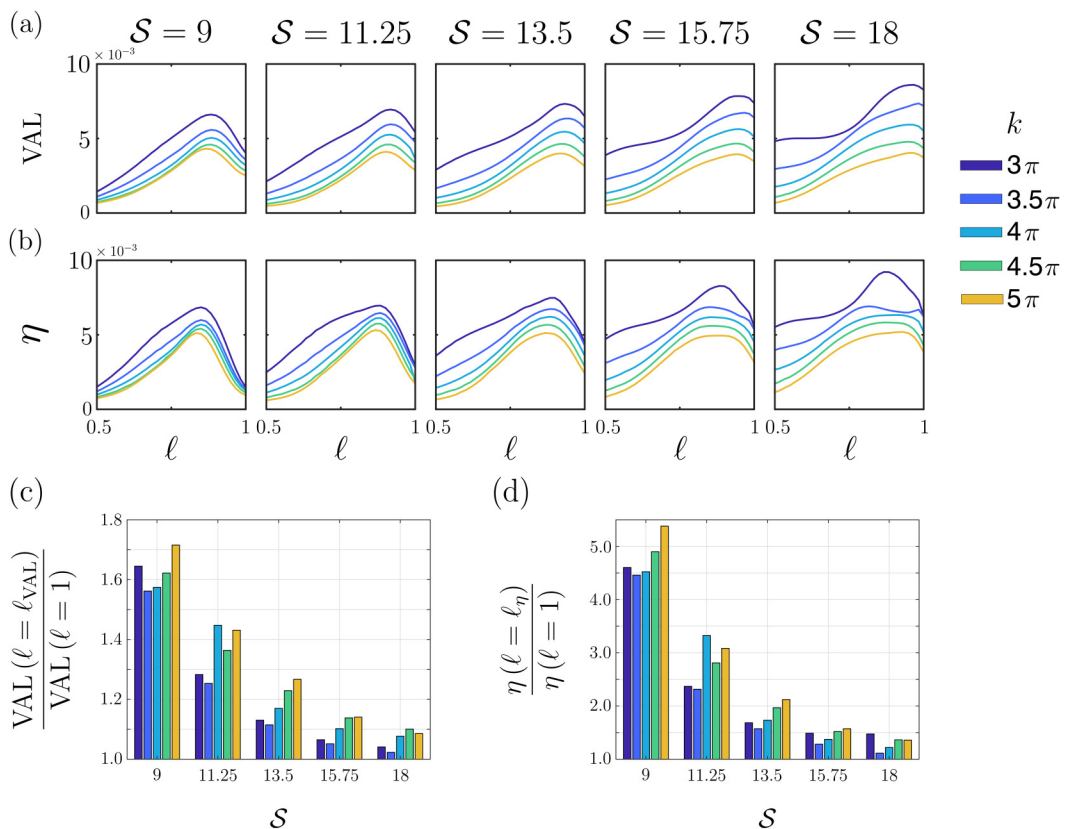 (a)
𝒮 = 9 𝒮 = 11.25 𝒮 = 13.5 𝒮 = 15.75 𝒮 = 18
× 10⁻³
10
5
0
VAL
k
3π
3.5π
4π
4.5π
5π
(b)
× 10⁻³
10
5
0
η
0.5 1 0.5 1 0.5 1 0.5 1 0.5 1
ℓ ℓ ℓ ℓ ℓ
(c)
VAL (ℓ = ℓ_VAL)
VAL (ℓ = 1)
1.8
1.6
1.4
1.2
1.0
9 11.25 13.5 15.75 18
𝒮
(d)
η (ℓ = ℓ_η)
η (ℓ = 1)
5.0
4.5
3.0
2.0
1.0
9 11.25 13.5 15.75 18
𝒮